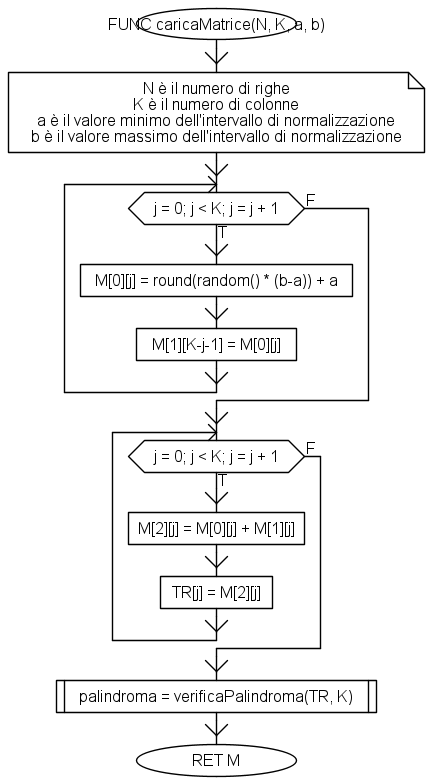 FUNC caricaMatrice(N, K, a, b)
N è il numero di righe
K è il numero di colonne
a è il valore minimo dell'intervallo di normalizzazione
b è il valore massimo dell'intervallo di normalizzazione
j = 0; j < K; j = j + 1
F
T
M[0][j] = round(random() * (b-a)) + a
M[1][K-j-1] = M[0][j]
j = 0; j < K; j = j + 1
F
T
M[2][j] = M[0][j] + M[1][j]
TR[j] = M[2][j]
palindroma = verificaPalindroma(TR, K)
RET M